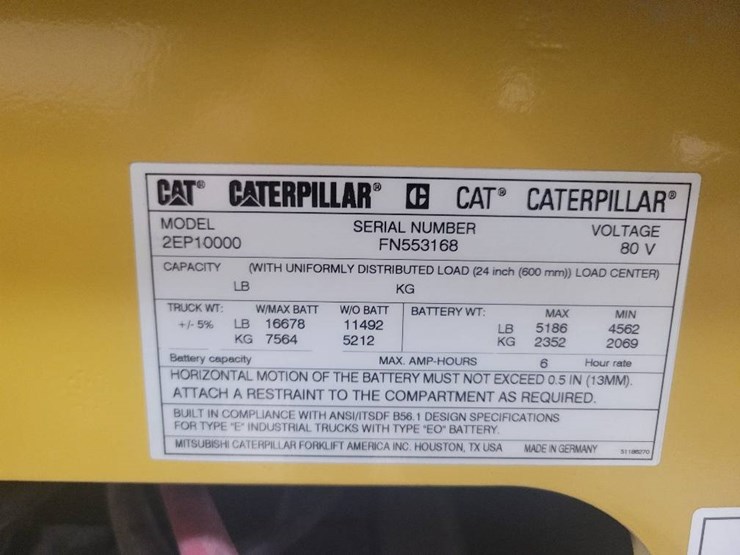 CAT® CATERPILLAR® CAT® CATERPILLAR®
MODEL SERIAL NUMBER VOLTAGE
2EP10000 FN553168 80 V
CAPACITY (WITH UNIFORMLY DISTRIBUTED LOAD (24 inch (600 mm)) LOAD CENTER)
LB KG
TRUCK WT: W/MAX BATT W/O BATT BATTERY WT: MAX MIN
+/- 5% LB 16678 11492 LB 5186 4562
KG 7564 5212 KG 2352 2069
Battery capacity MAX. AMP-HOURS 6 Hour rate
HORIZONTAL MOTION OF THE BATTERY MUST NOT EXCEED 0.5 IN (13MM).
ATTACH A RESTRAINT TO THE COMPARTMENT AS REQUIRED.
BUILT IN COMPLIANCE WITH ANSI/ITSDF B56.1 DESIGN SPECIFICATIONS
FOR TYPE "E" INDUSTRIAL TRUCKS WITH TYPE "EO" BATTERY.
MITSUBISHI CATERPILLAR FORKLIFT AMERICA INC. HOUSTON, TX USA MADE IN GERMANY